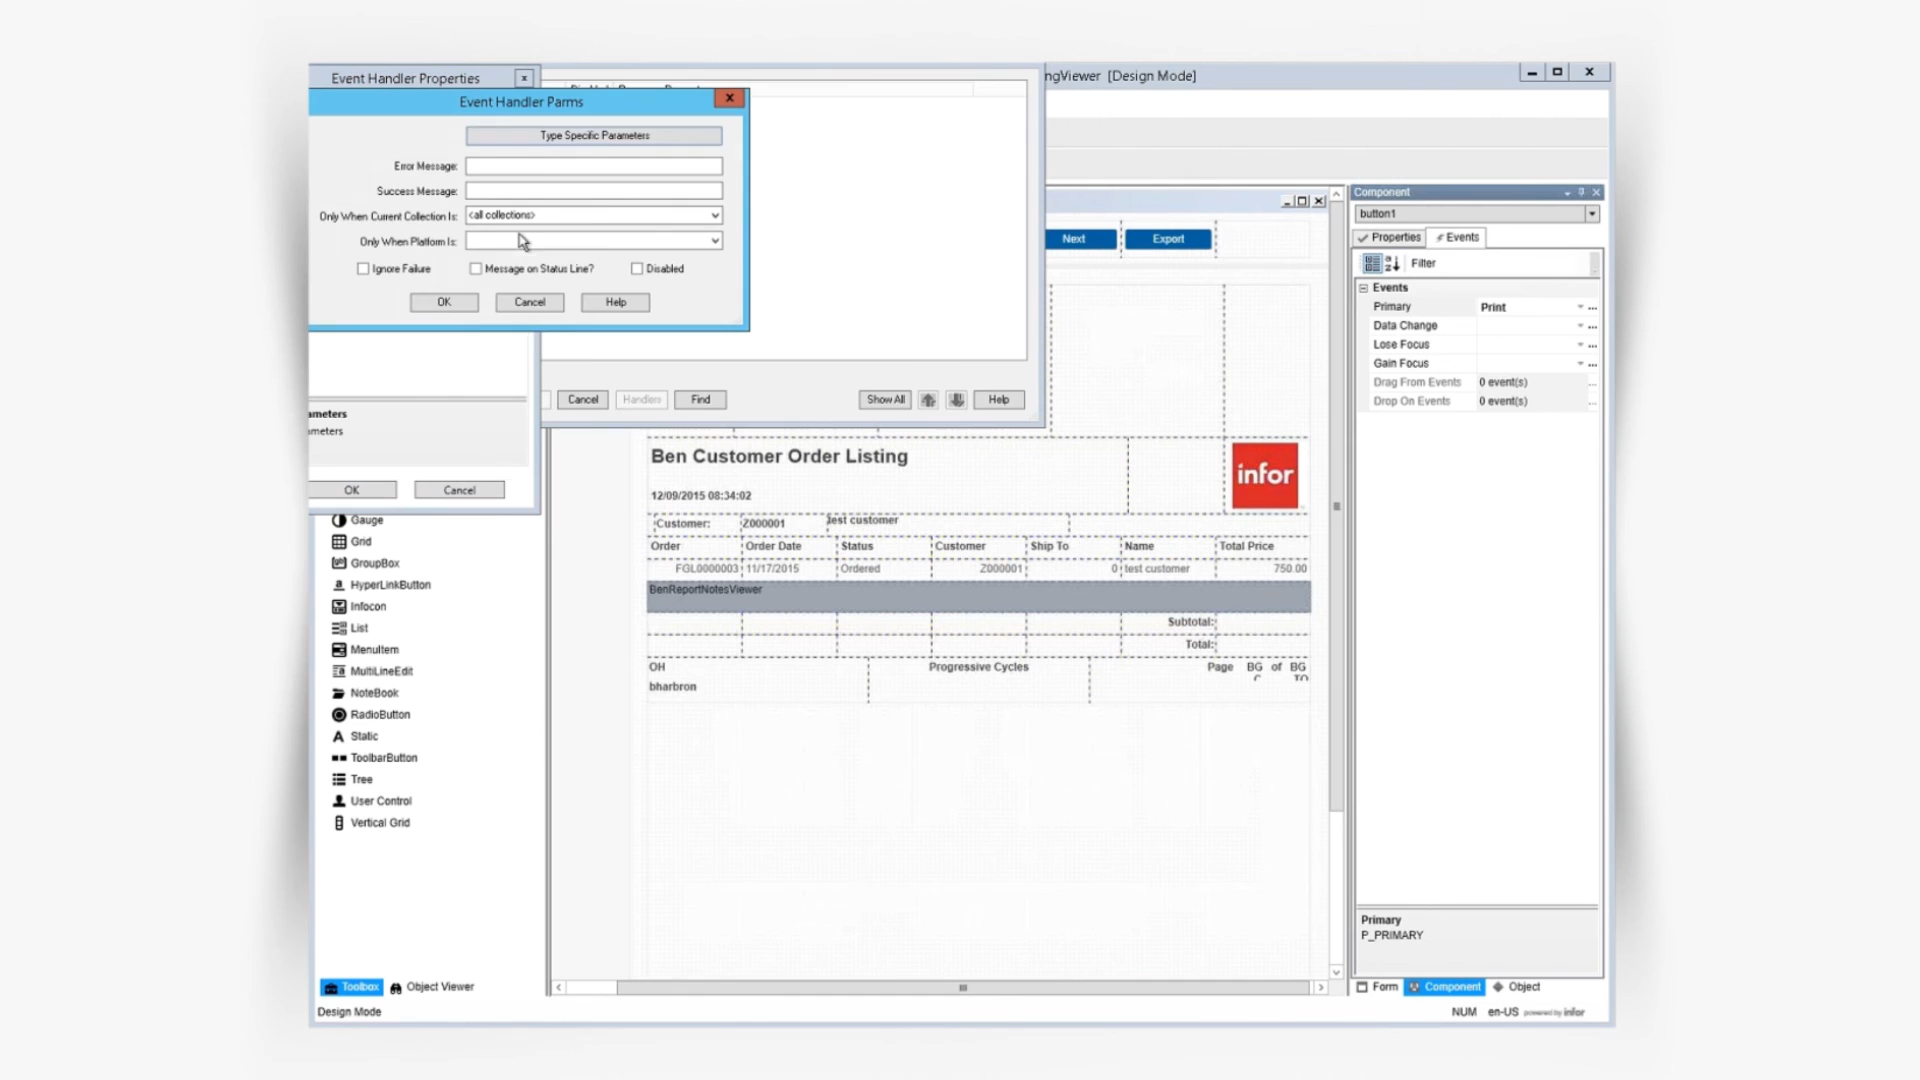 Event Handler Properties
x
ngViewer [Design Mode]
Event Handler Parms
X
Type Specific Parameters
Error Message:
Success Message:
Only When Current Collection Is: <all collections>
Only When Platform Is:
Ignore Failure
Message on Status Line?
Disabled
OK
Cancel
Help
Cancel
Handlers
Find
Show All
Help
ameters
OK
Cancel
Gauge
Grid
GroupBox
HyperLinkButton
Infocon
List
MenuItem
MultiLineEdit
NoteBook
RadioButton
Static
ToolbarButton
Tree
User Control
Vertical Grid
Toolbox
Object Viewer
Design Mode
Next
Export
Ben Customer Order Listing
infor
12/09/2015 08:34:02
Customer: Z000001 test customer
Order Order Date Status Customer Ship To Name Total Price
FGL0000003 11/17/2015 Ordered Z000001 0 test customer 750.00
BenReportNotesViewer
Subtotal:
Total:
OH Progressive Cycles Page BG of BG
bharbron
Component
button1
Properties
Events
Filter
Events
Primary Print
Data Change
Lose Focus
Gain Focus
Drag From Events 0 event(s)
Drop On Events 0 event(s)
Primary
P_PRIMARY
Form
Component
Object
NUM en-US powered by infor